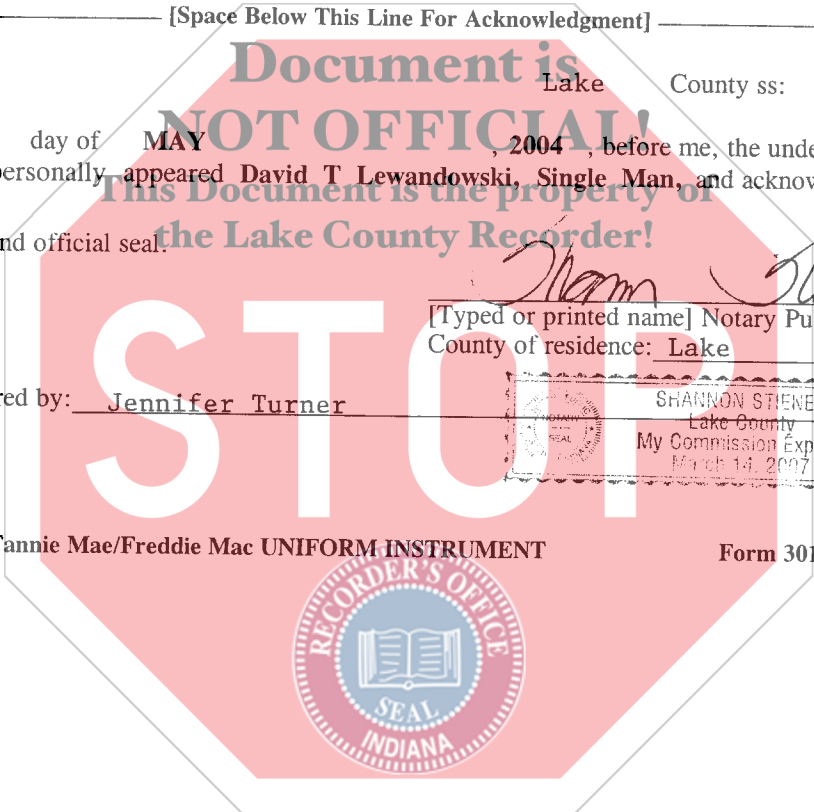 [Space Below This Line For Acknowledgment]
Document is
Lake County ss:
NOT OFFICIAL!
day of MAY , 2004 , before me, the unde
personally appeared David T Lewandowski, Single Man, and acknow
This Document is the property of
the Lake County Recorder!
nd official seal.
[Typed or printed name] Notary Pu
County of residence: Lake
STOP
red by: Jennifer Turner
NOTARY
SEAL
SHANNON STIENE
Lake County
My Commission Exp
March 14, 2007
Fannie Mae/Freddie Mac UNIFORM INSTRUMENT Form 301
RECORDER'S OFFICE
SEAL
INDIANA